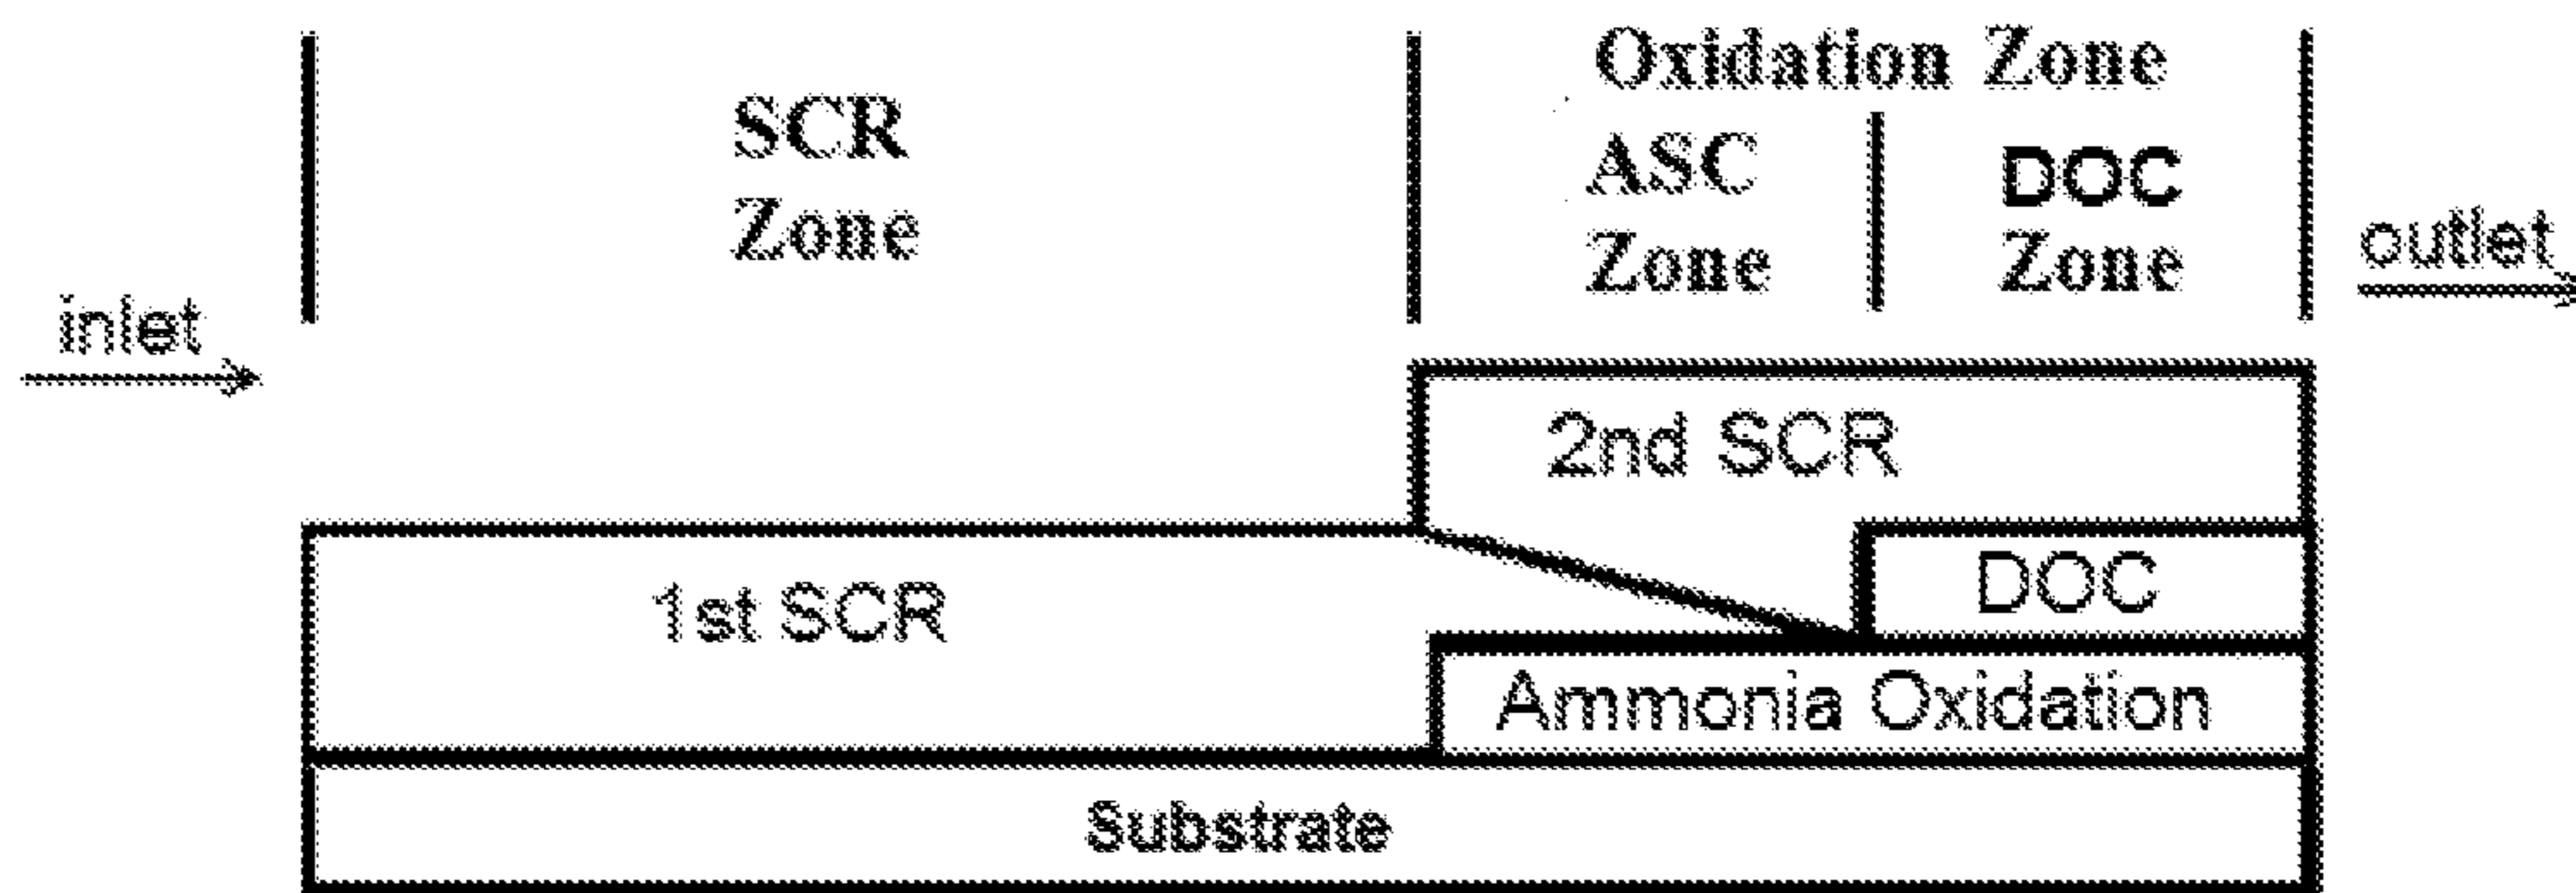 Oxidation Zone
SCR
Zone
ASC
Zone
DOC
Zone
inlet
outlet
2nd SCR
1st SCR
DOC
Ammonia Oxidation
Substrate